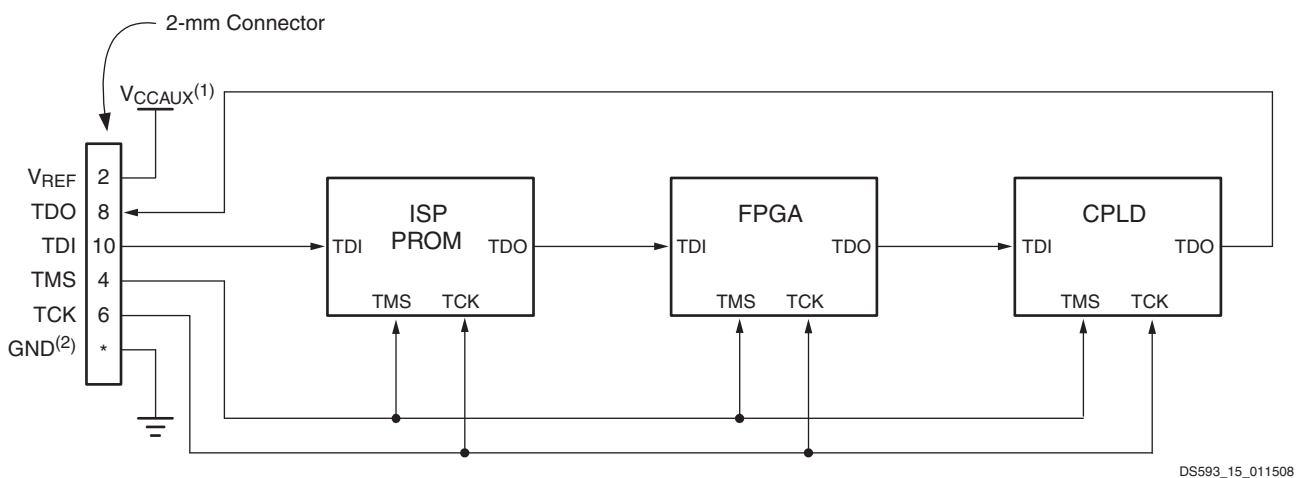 2-mm Connector
VCCAUX(1)
VREF 2
TDO 8
TDI 10
TMS 4
TCK 6
GND(2) *
ISP
PROM
TDI
TDO
TMS TCK
FPGA
TDI
TDO
TMS TCK
CPLD
TDI
TDO
TMS TCK
DS593_15_011508